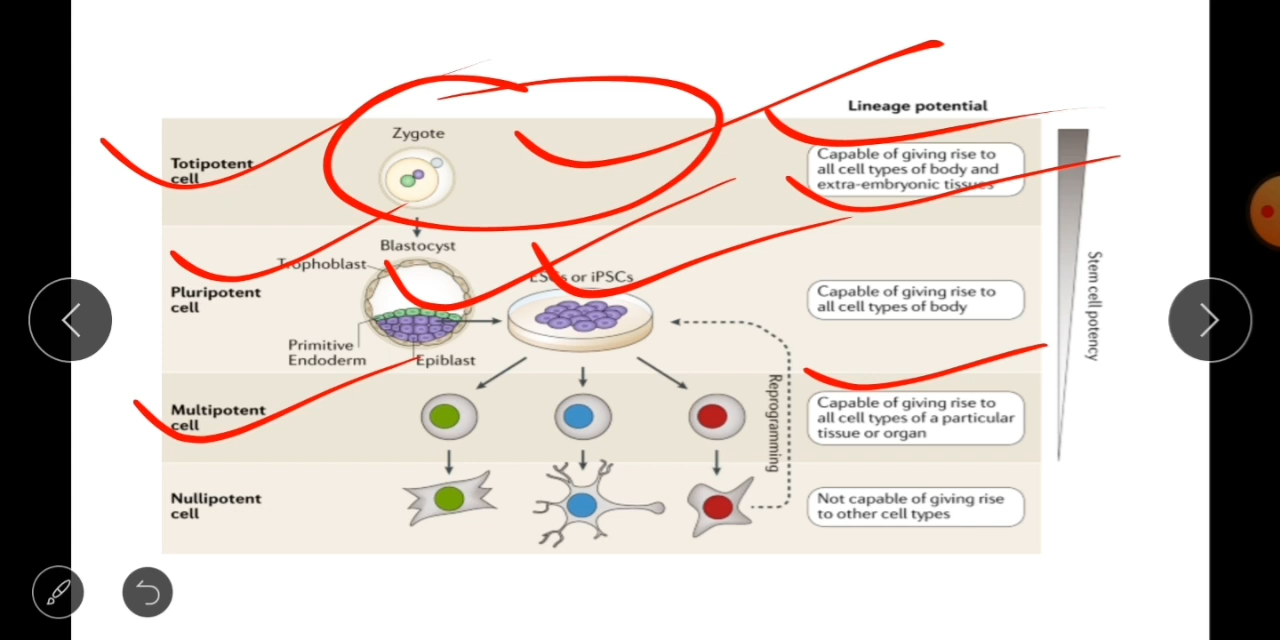 Lineage potential
Zygote
Totipotent
cell
Capable of giving rise to
all cell types of body and
extra-embryonic tissues
Blastocyst
Trophoblast
ESCs or iPSCs
Pluripotent
cell
Capable of giving rise to
all cell types of body
Primitive
Endoderm
Epiblast
Stem cell potency
Multipotent
cell
Reprogramming
Capable of giving rise to
all cell types of a particular
tissue or organ
Nullipotent
cell
Not capable of giving rise
to other cell types